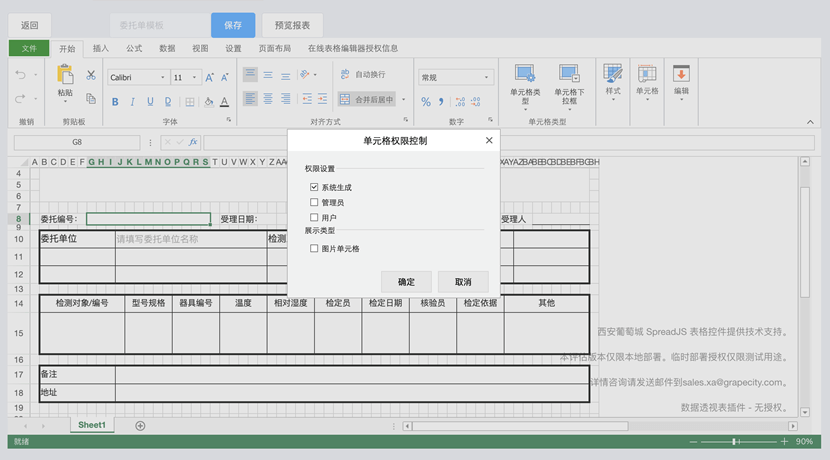 返回 委托单模板 保存 预览报表
文件 开始 插入 公式 数据 视图 设置 页面布局 在线表格编辑器授权信息
粘贴 Calibri 11 自动换行 常规 单元格类型 单元格下拉框 样式 单元格 编辑
B I U D A 合并后居中 %
撤销 剪贴板 字体 对齐方式 数字 单元格类型
G8 fx
单元格权限控制
权限设置
系统生成
管理员
用户
展示类型
图片单元格
确定 取消
A B C D E F G H I J K L M N O P Q R S T U V W X Y Z
4
5
6
7
8 委托编号: 受理日期: 受理人
9
10 委托单位 请填写委托单位名称
11
12
13
14 检测对象/编号 型号规格 器具编号 温度 相对湿度 检定员 检定日期 核验员 检定依据 其他
15
16
17 备注
18 地址
19
西安葡萄城 SpreadJS 表格控件提供技术支持。
本评估版本仅限本地部署。临时部署授权仅限测试用途。
详情咨询请发送邮件到sales.xa@grapecity.com。
数据透视表插件 - 无授权。
Sheet1
就绪 90%